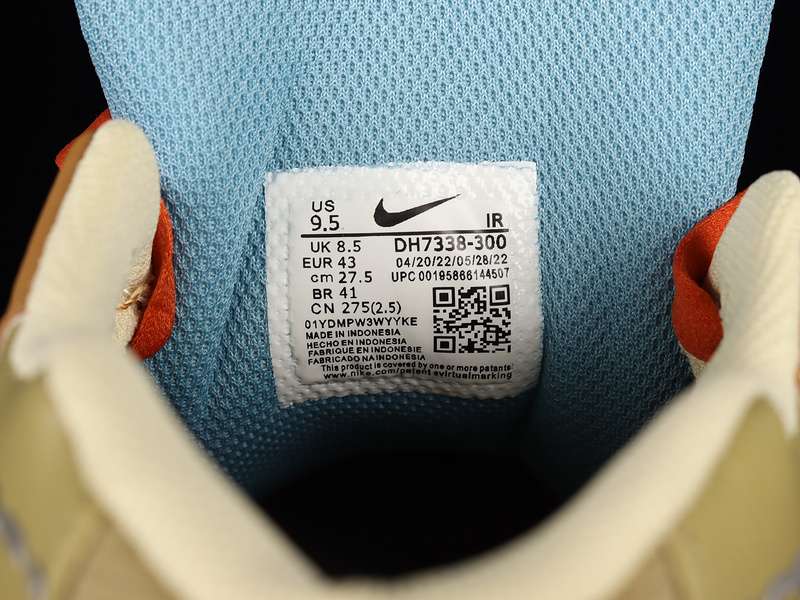 US
9.5
IR
UK 8.5
DH7338-300
EUR 43
04/20/22/05/28/22
cm 27.5
UPC 00195866144507
BR 41
CN 275(2.5)
01YDMPW3WYYKE
MADE IN INDONESIA
HECHO EN INDONESIA
FABRIQUE EN INDONESIE
FABRICADO NA INDONESIA
This product is covered by one or more patents
www.nike.com/patents virtualmarking